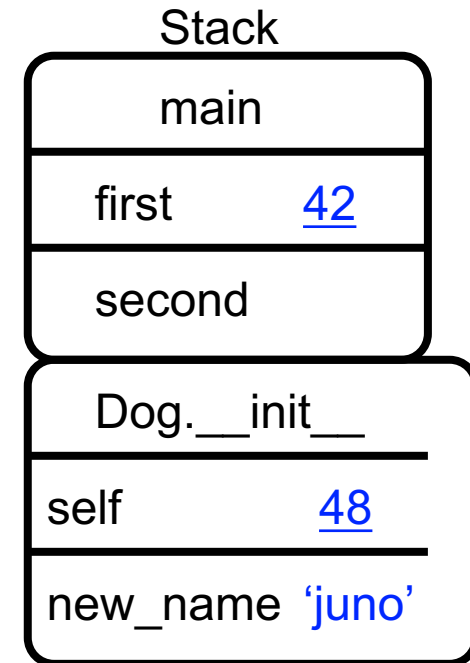 Stack
main
first 42
second
Dog.__init__
self 48
new_name ‘juno’